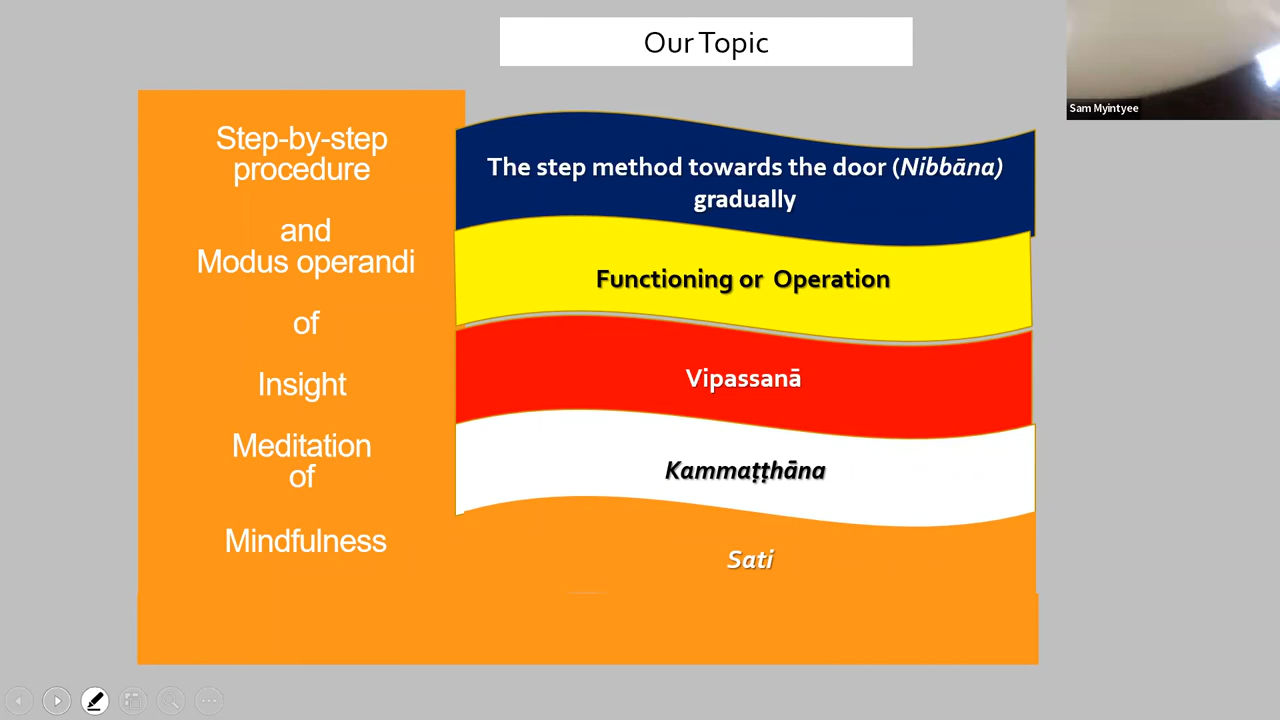 Our Topic
Sam Myintyee
Step-by-step
procedure
and
Modus operandi
of
Insight
Meditation
of
Mindfulness
The step method towards the door (Nibbāna)
gradually
Functioning or Operation
Vipassanā
Kammaṭṭhāna
Sati